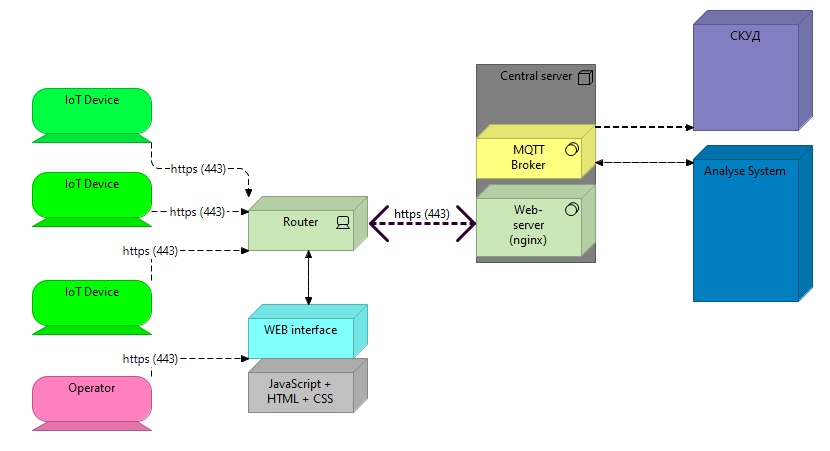 СКУД
Central server
IoT Device
MQTT
Broker
https (443)
Analyse System
IoT Device
https (443)
Router
https (443)
Web-
server
(nginx)
https (443)
IoT Device
WEB interface
https (443)
Operator
JavaScript +
HTML + CSS